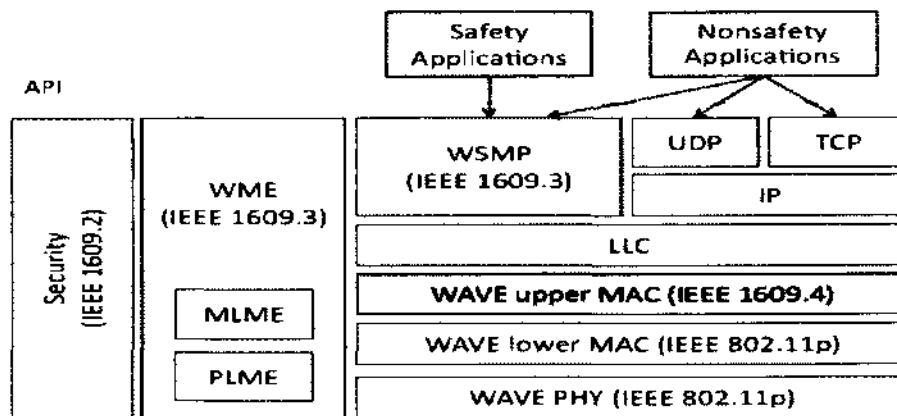 Safety
Applications
Nonsafety
Applications
API
Security
(IEEE 1609.2)
WME
(IEEE 1609.3)
MLME
PLME
WSMP
(IEEE 1609.3)
UDP
TCP
IP
LLC
WAVE upper MAC (IEEE 1609.4)
WAVE lower MAC (IEEE 802.11p)
WAVE PHY (IEEE 802.11p)